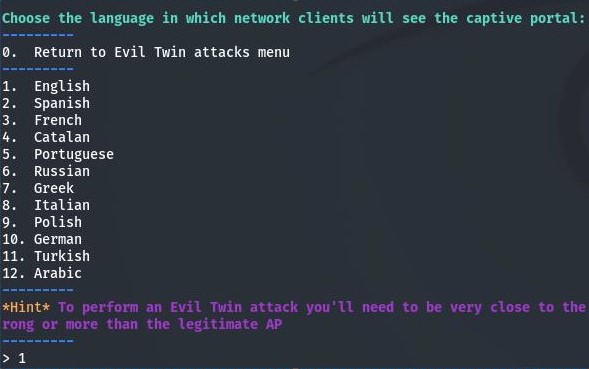 Choose the language in which network clients will see the captive portal:
---------
0.  Return to Evil Twin attacks menu
---------
1.  English
2.  Spanish
3.  French
4.  Catalan
5.  Portuguese
6.  Russian
7.  Greek
8.  Italian
9.  Polish
10. German
11. Turkish
12. Arabic
---------
*Hint* To perform an Evil Twin attack you'll need to be very close to the
rong or more than the legitimate AP
---------
> 1